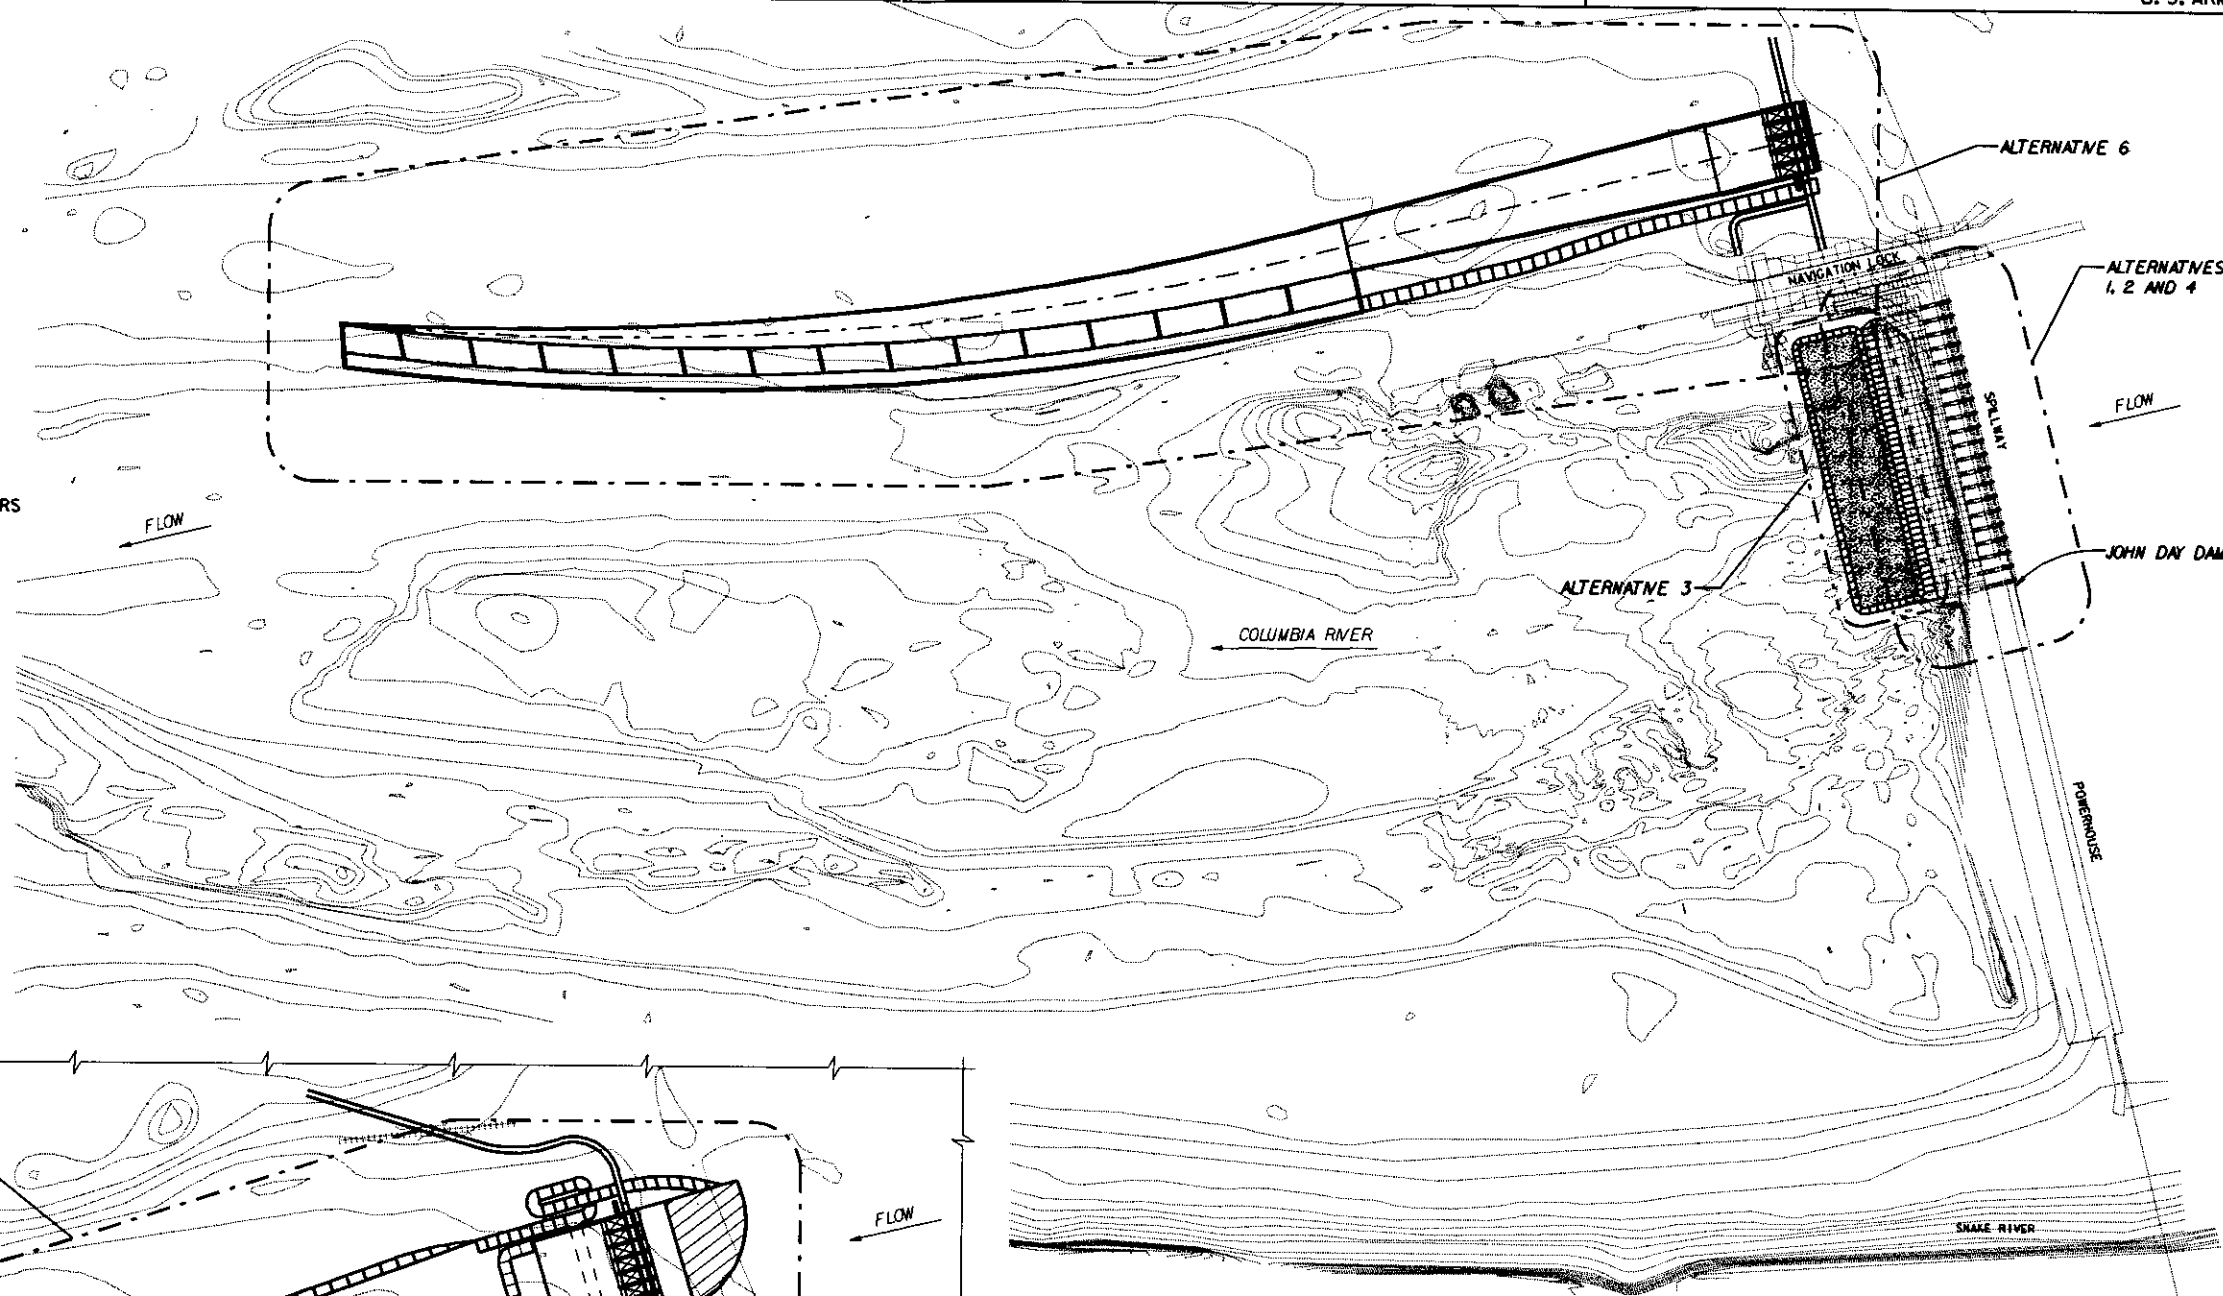 ALTERNATIVE 6
NAVIGATION LOCK
ALTERNATIVES
1, 2 AND 4
SPILLWAY
FLOW
RS
FLOW
JOHN DAY DAM
ALTERNATIVE 3
COLUMBIA RIVER
POWERHOUSE
FLOW
SNAKE RIVER